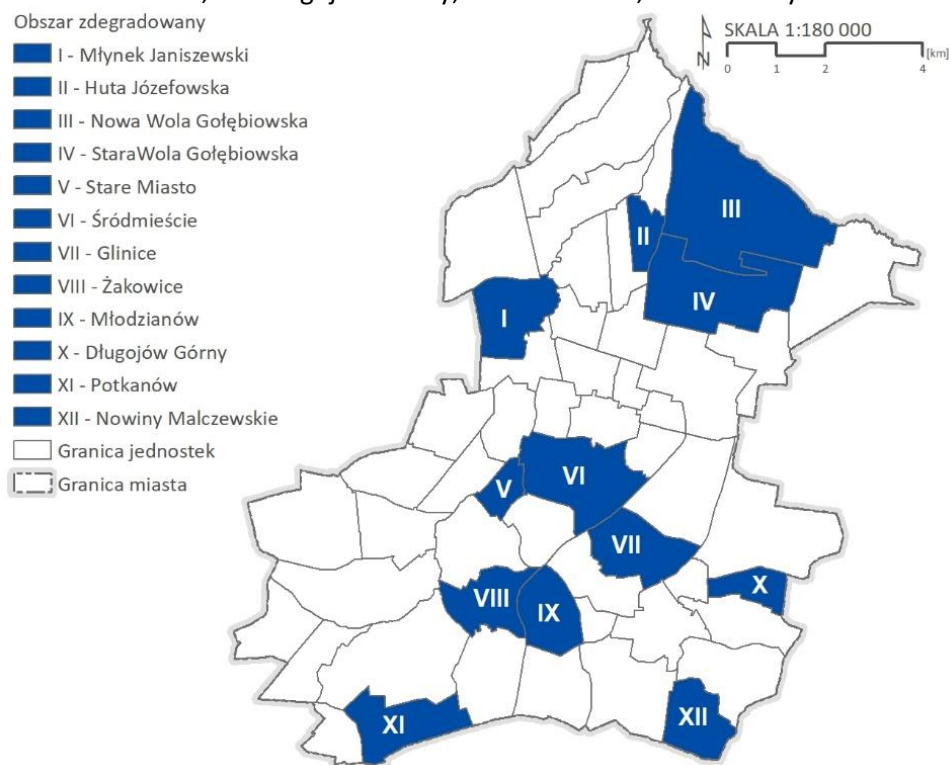 Obszar zdegradowany
I - Młynek Janiszewski
II - Huta Józefowska
III - Nowa Wola Gołębiowska
IV - StaraWola Gołębiowska
V - Stare Miasto
VI - Śródmieście
VII - Glinice
VIII - Żakowice
IX - Młodzianów
X - Długojów Górny
XI - Potkanów
XII - Nowiny Malczewskie
Granica jednostek
Granica miasta
N
SKALA 1:180 000
0 1 2 4 [km]
III
II
IV
I
VI
V
VII
X
VIII
IX
XI
XII